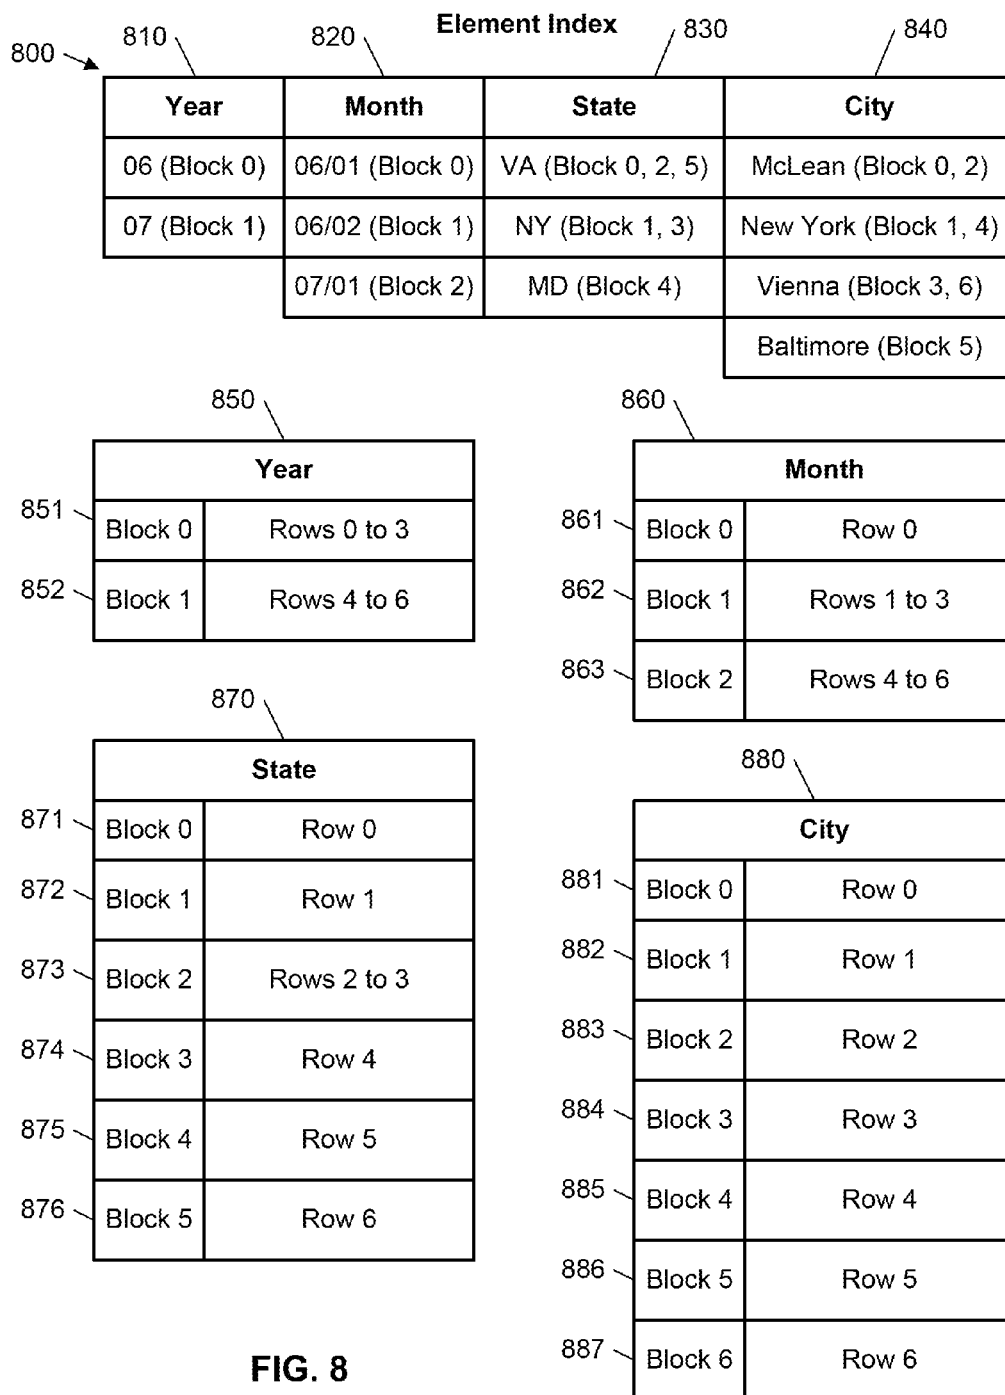 Element Index
800 810 820 830 840
Year Month State City
06 (Block 0) 06/01 (Block 0) VA (Block 0, 2, 5) McLean (Block 0, 2)
07 (Block 1) 06/02 (Block 1) NY (Block 1, 3) New York (Block 1, 4)
07/01 (Block 2) MD (Block 4) Vienna (Block 3, 6)
Baltimore (Block 5)
850
Year
851 Block 0 Rows 0 to 3
852 Block 1 Rows 4 to 6
860
Month
861 Block 0 Row 0
862 Block 1 Rows 1 to 3
863 Block 2 Rows 4 to 6
870
State
871 Block 0 Row 0
872 Block 1 Row 1
873 Block 2 Rows 2 to 3
874 Block 3 Row 4
875 Block 4 Row 5
876 Block 5 Row 6
880
City
881 Block 0 Row 0
882 Block 1 Row 1
883 Block 2 Row 2
884 Block 3 Row 3
885 Block 4 Row 4
886 Block 5 Row 5
887 Block 6 Row 6
FIG. 8